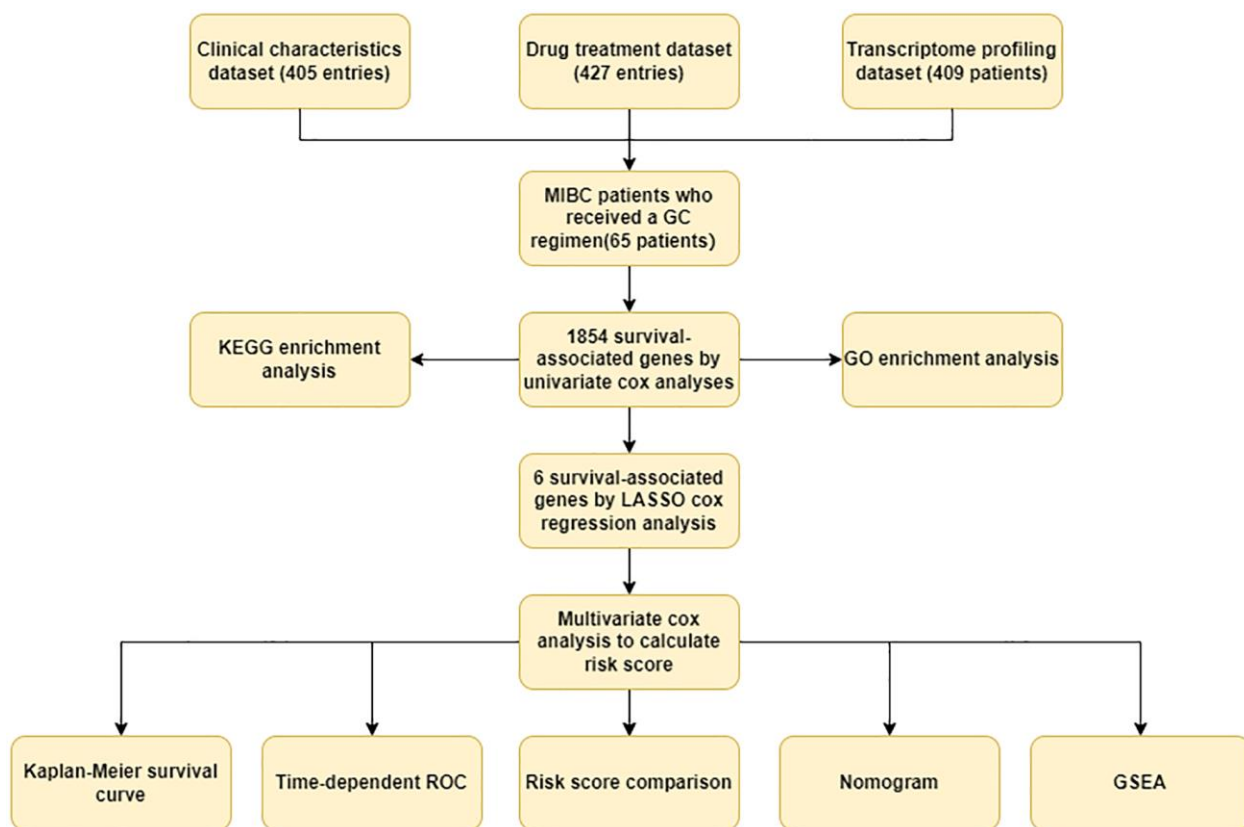 Clinical characteristics
dataset (405 entries)
Drug treatment dataset
(427 entries)
Transcriptome profiling
dataset (409 patients)
MIBC patients who
received a GC
regimen(65 patients)
KEGG enrichment
analysis
1854 survival-
associated genes by
univariate cox analyses
GO enrichment analysis
6 survival-associated
genes by LASSO cox
regression analysis
Multivariate cox
analysis to calculate
risk score
Kaplan-Meier survival
curve
Time-dependent ROC
Risk score comparison
Nomogram
GSEA